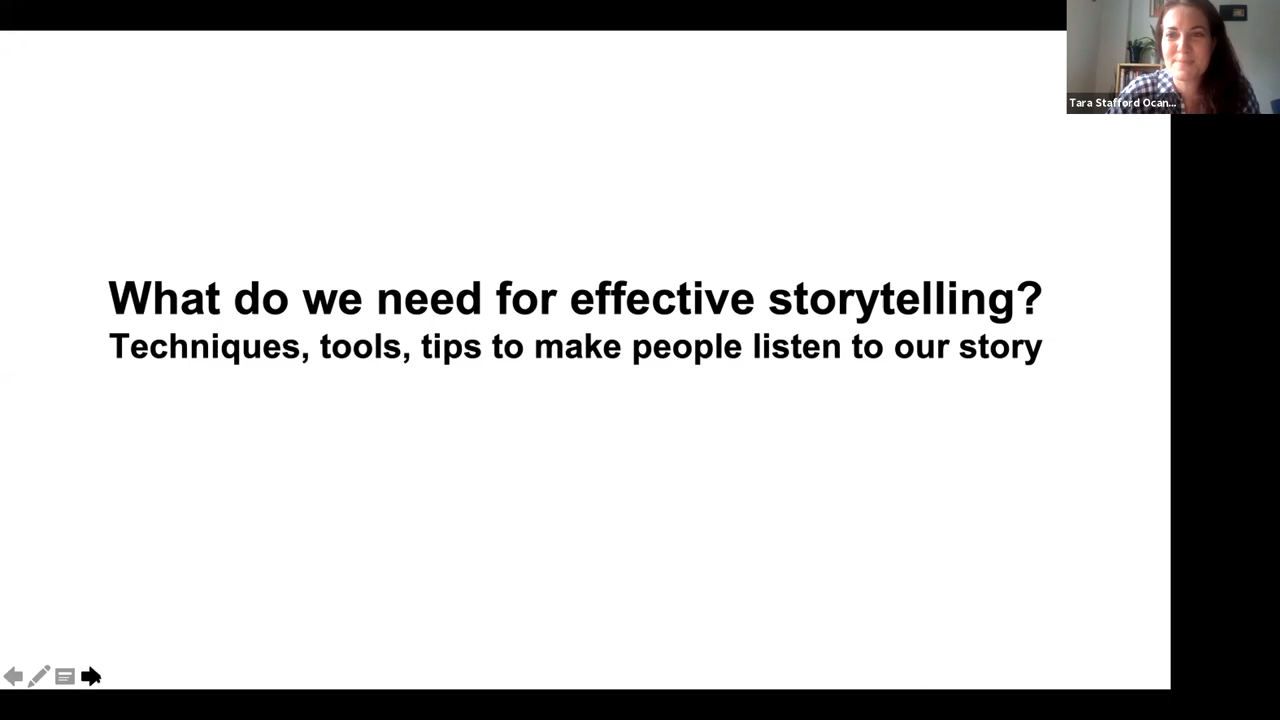 Tara Stafford Ocan...
What do we need for effective storytelling?
Techniques, tools, tips to make people listen to our story